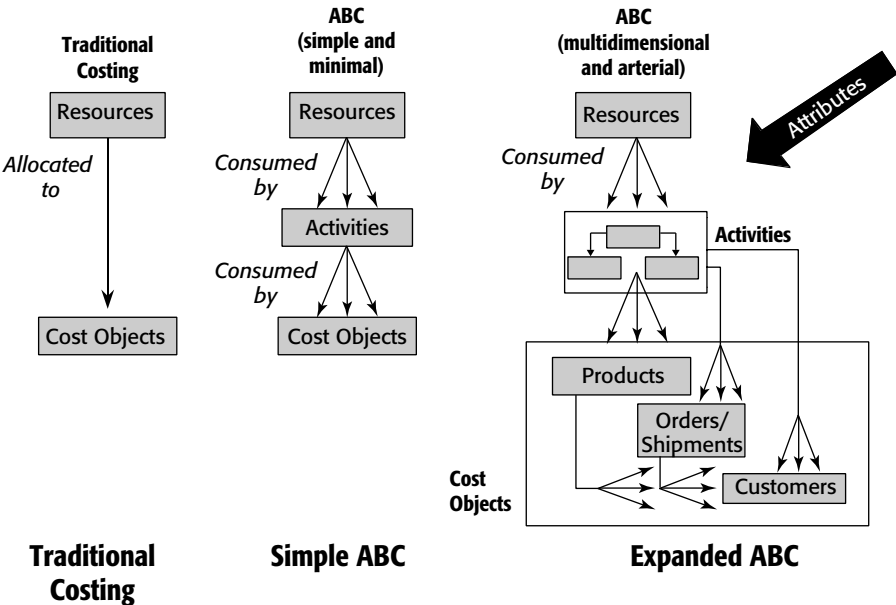 Traditional
Costing
Resources
Allocated
to
Cost Objects
Traditional
Costing
ABC
(simple and
minimal)
Resources
Consumed
by
Activities
Consumed
by
Cost Objects
Simple ABC
ABC
(multidimensional
and arterial)
Attributes
Resources
Consumed
by
Activities
Products
Orders/
Shipments
Customers
Cost
Objects
Expanded ABC